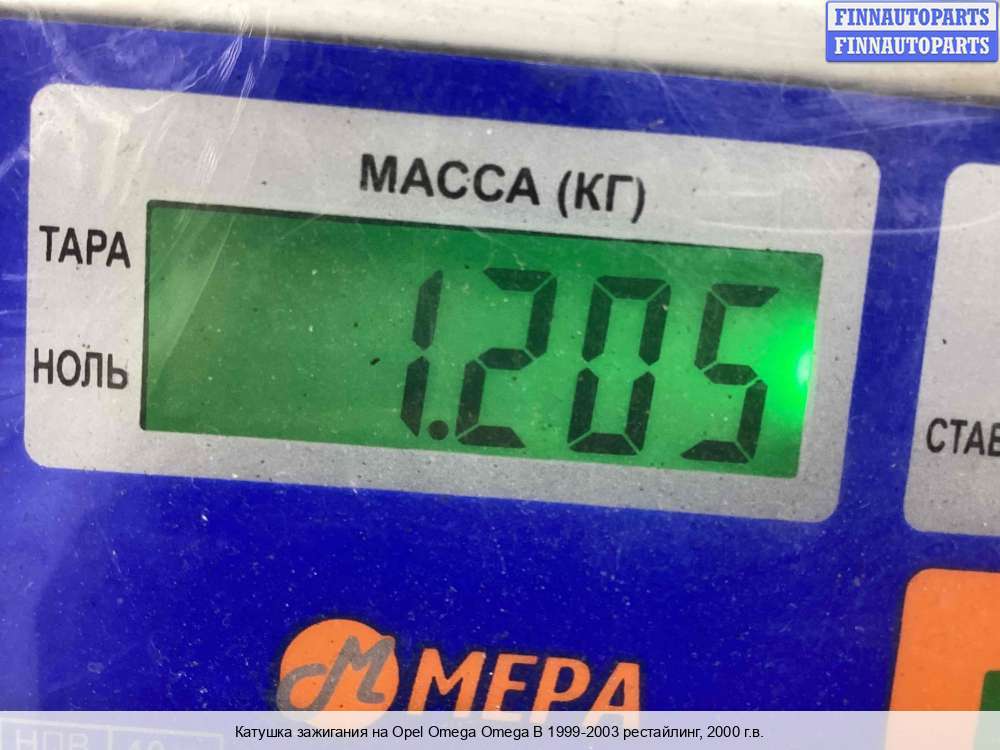 FINNAUTOPARTS
FINNAUTOPARTS
МАССА (КГ)
ТАРА
1.205
НОЛЬ
МЕРА
Катушка зажигания на Opel Omega Omega B 1999-2003 рестайлинг, 2000 г.в.